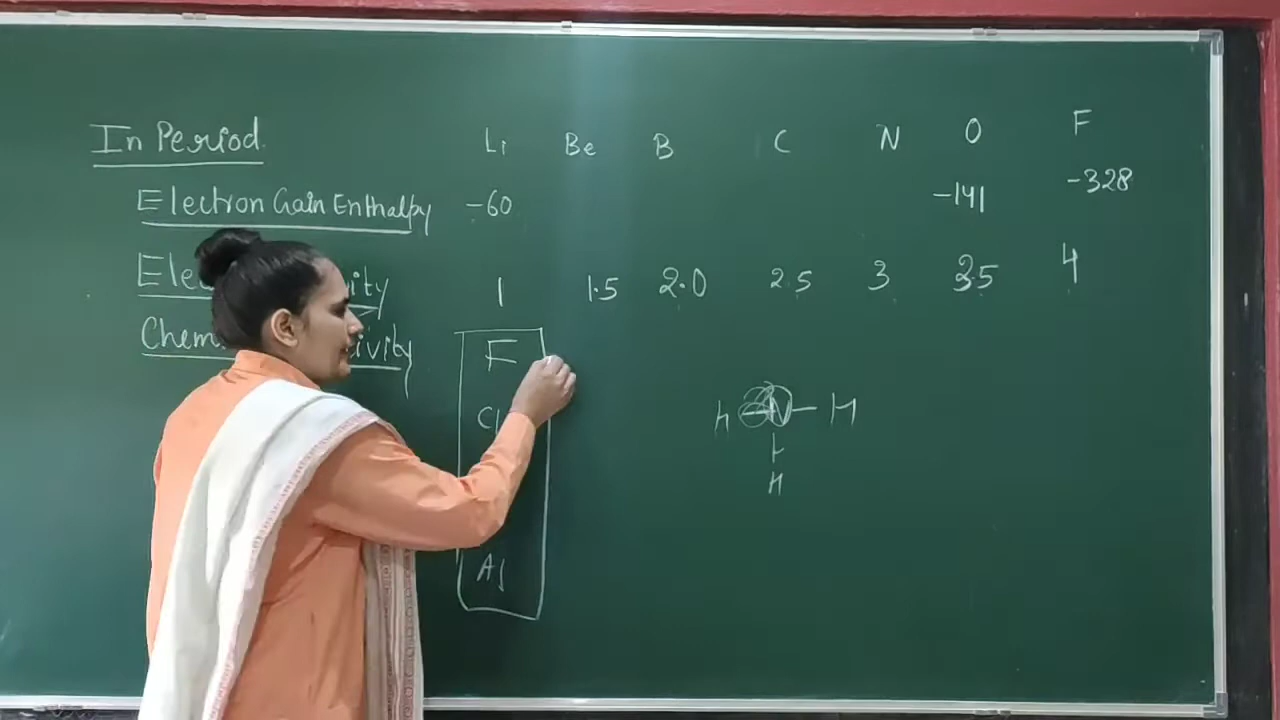 In Period Li Be B C N O F
Electron Gain Enthalpy -60 -141 -328
1 1.5 2.0 2.5 3 3.5 4
F
Cl
H N H
H